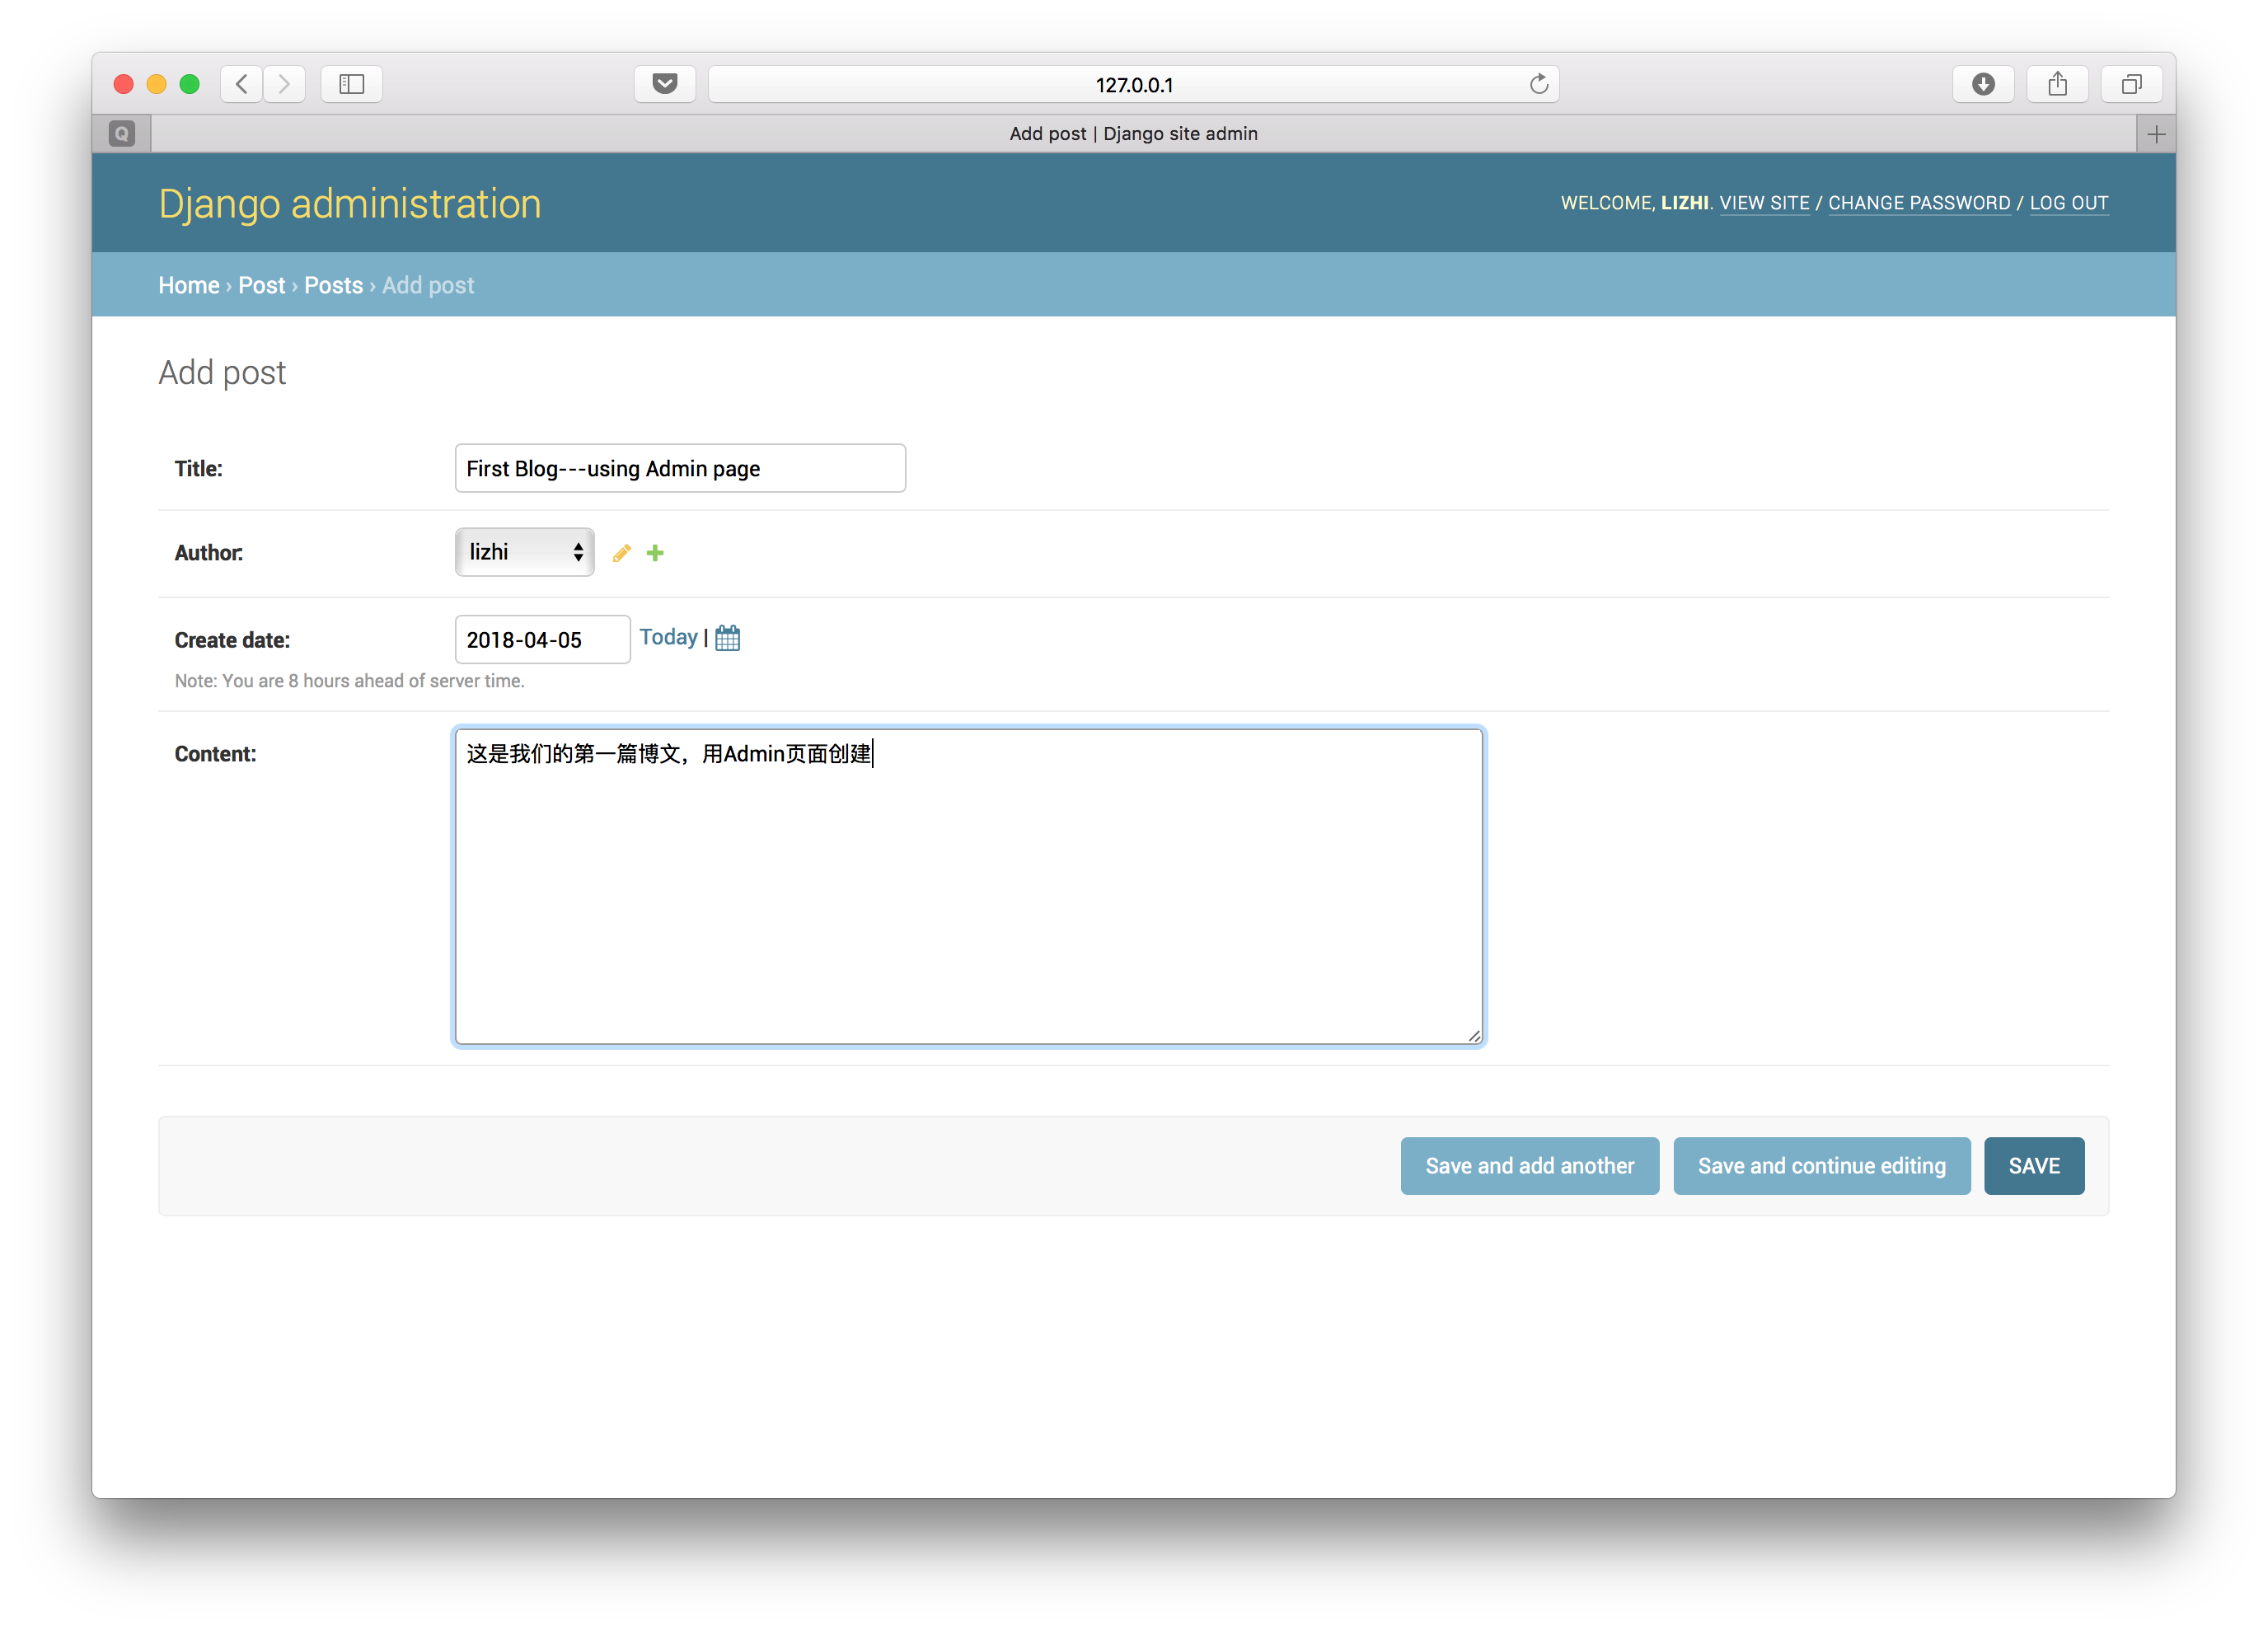 127.0.0.1
Q
Add post | Django site admin
Django administration
WELCOME, LIZHI. VIEW SITE / CHANGE PASSWORD / LOG OUT
Home › Post › Posts › Add post
Add post
Title: First Blog---using Admin page
Author: lizhi
Create date: 2018-04-05 Today |
Note: You are 8 hours ahead of server time.
Content: 这是我们的第一篇博文，用Admin页面创建
Save and add another Save and continue editing SAVE